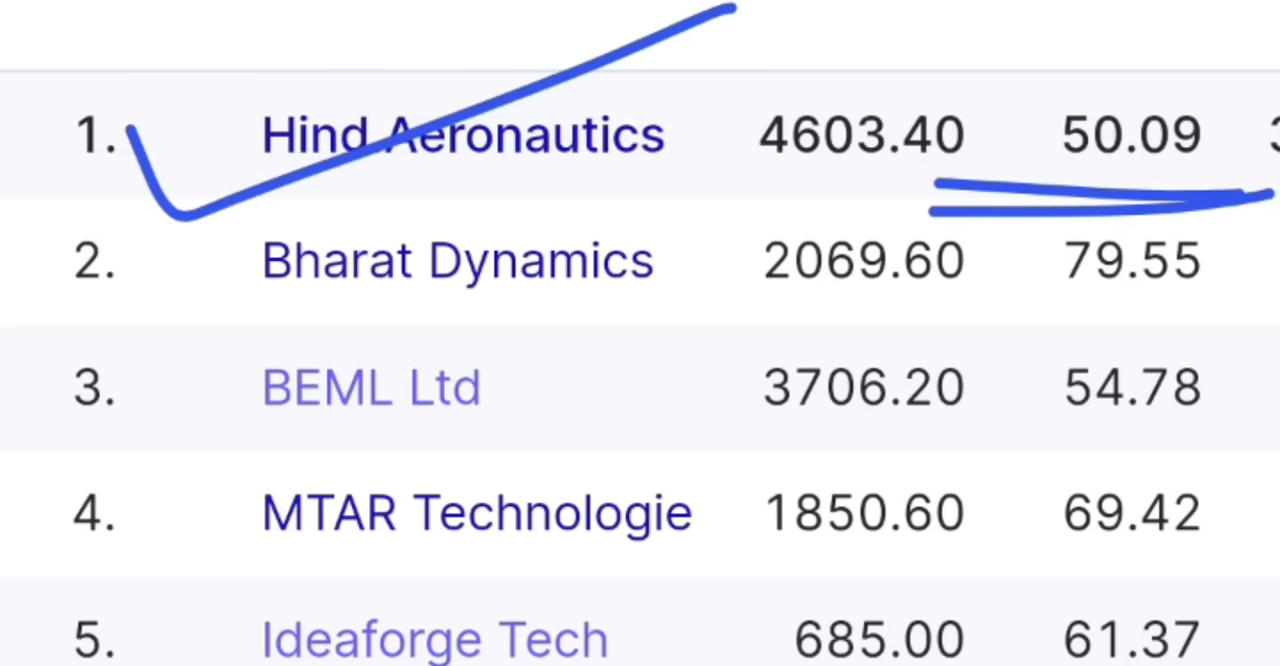 1. Hind Aeronautics 4603.40 50.09
2. Bharat Dynamics 2069.60 79.55
3. BEML Ltd 3706.20 54.78
4. MTAR Technologie 1850.60 69.42
5. Ideaforge Tech 685.00 61.37